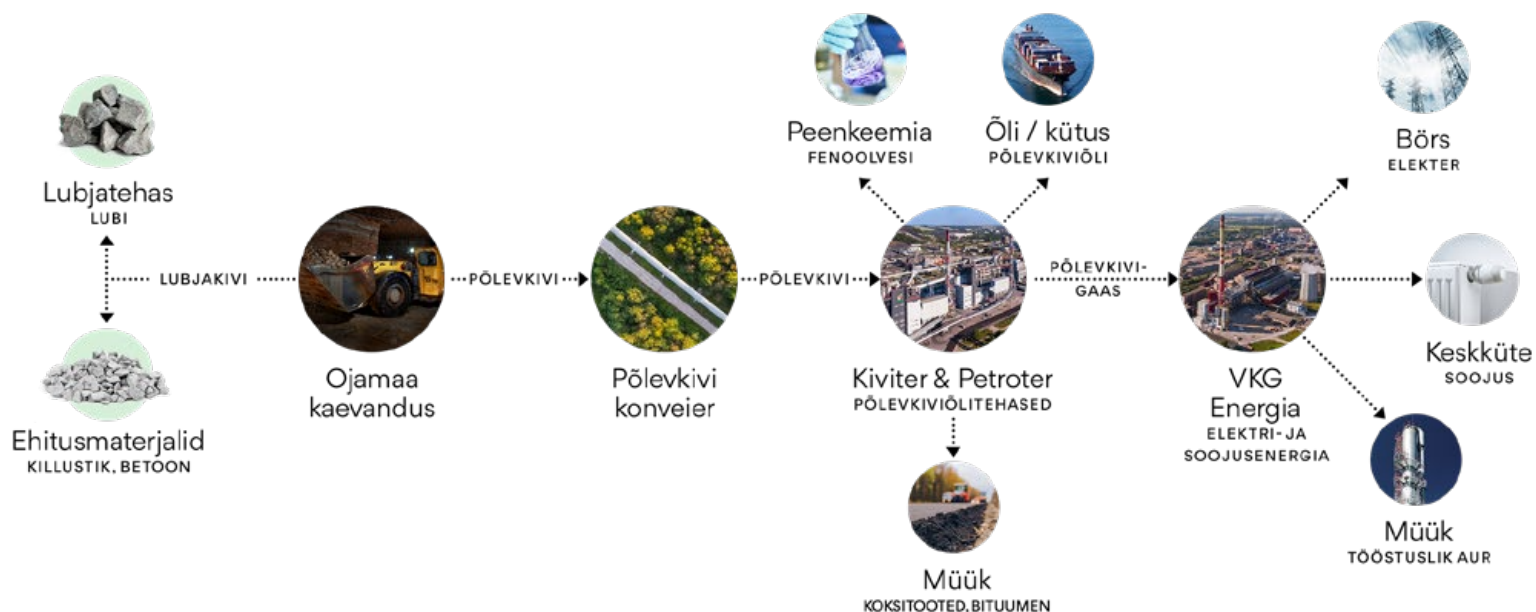 Lubjatehas
LUBI
Ehitusmaterjalid
KILLUSTIK, BETOON
LUBJAKIVI
Ojamaa
kaevandus
PÕLEVKIVI
Põlevkivi
konveier
PÕLEVKIVI
Peenkeemia
FENOOLVESI
Õli / kütus
PÕLEVKIVIÕLI
Kiviter & Petroter
PÕLEVKIVIÕLITEHASED
Müük
KOKSITOOTED, BITUUMEN
PÕLEVKIVI-
GAAS
VKG
Energia
ELEKTRI- JA
SOOJUSENERGIA
Börs
ELEKTER
Keskküte
SOOJUS
Müük
TÖÖSTUSLIK AUR